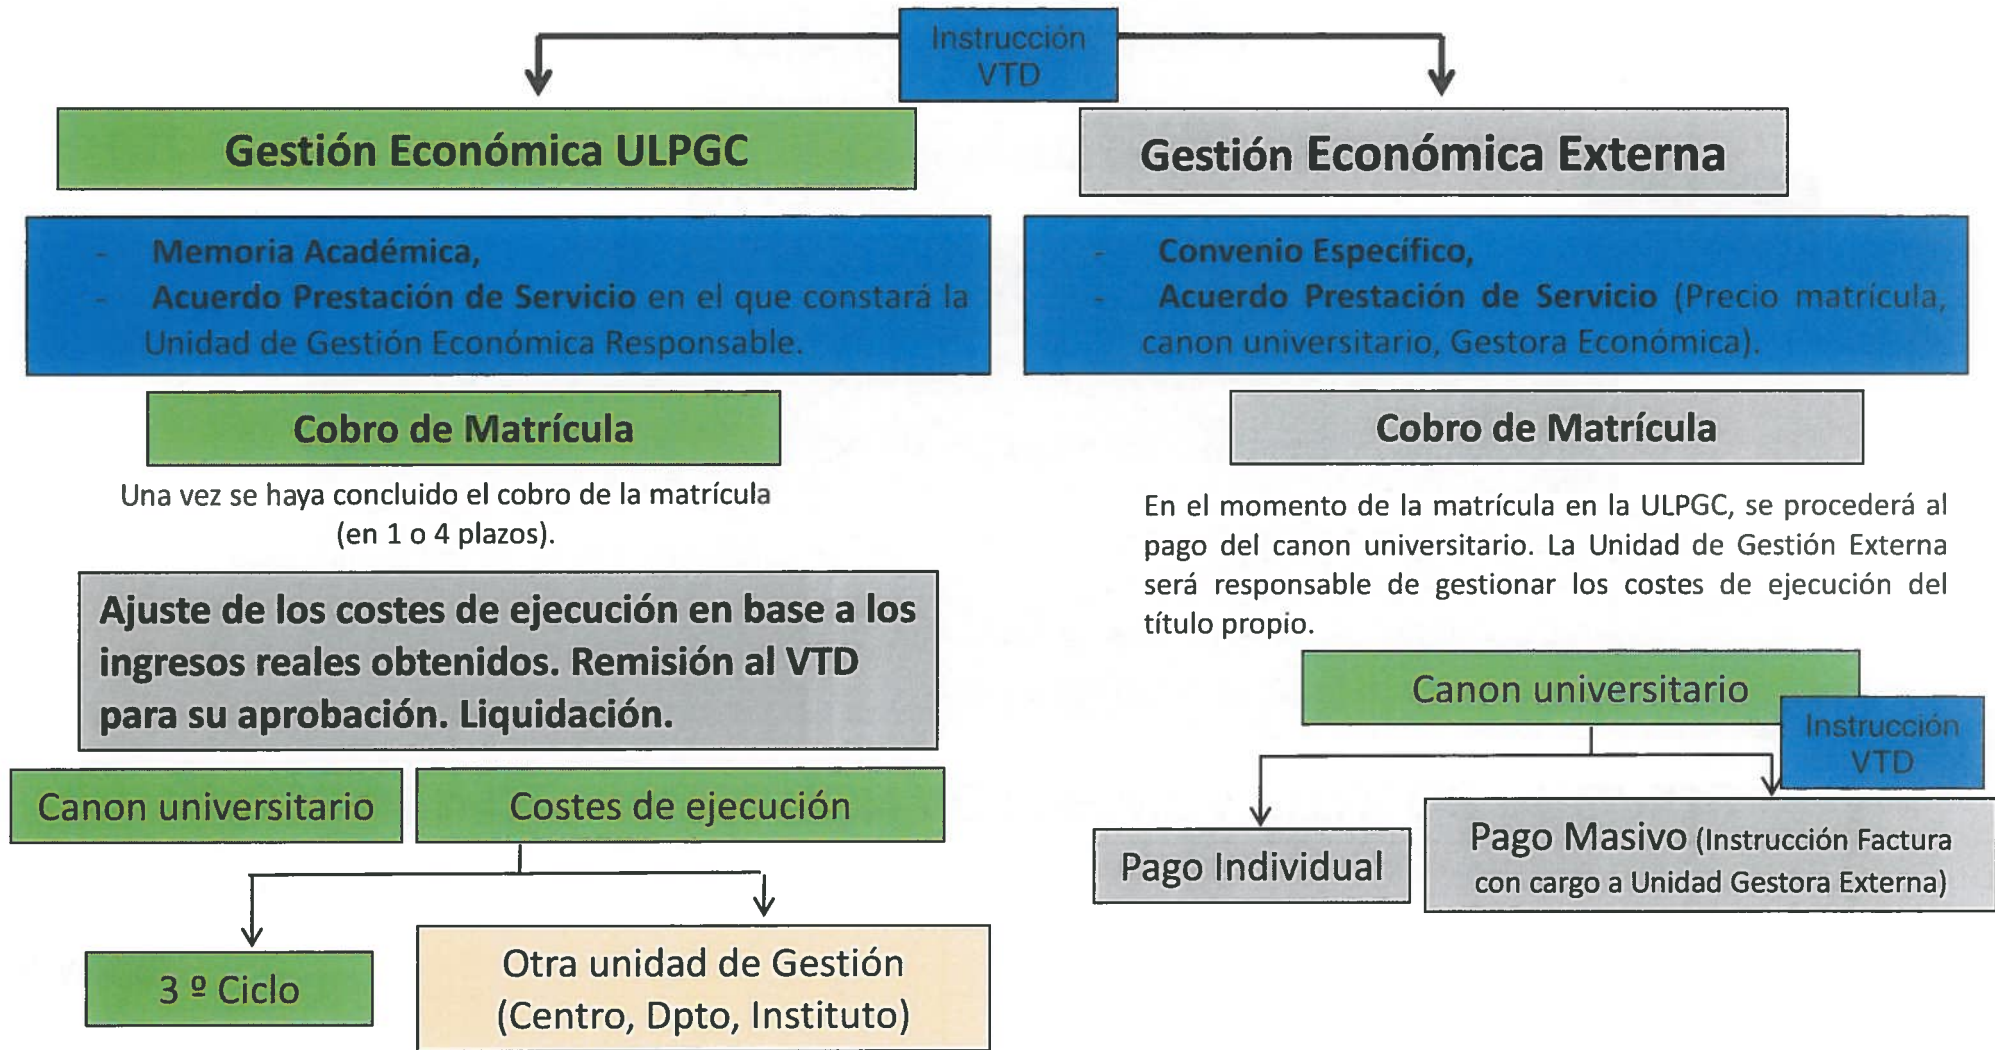 Instrucción
VTD
Gestión Económica ULPGC
- Memoria Académica,
- Acuerdo Prestación de Servicio en el que constará la
Unidad de Gestión Económica Responsable.
Cobro de Matrícula
Una vez se haya concluido el cobro de la matrícula
(en 1 o 4 plazos).
Ajuste de los costes de ejecución en base a los
ingresos reales obtenidos. Remisión al VTD
para su aprobación. Liquidación.
Canon universitario
Costes de ejecución
3 º Ciclo
Otra unidad de Gestión
(Centro, Dpto, Instituto)
Gestión Económica Externa
- Convenio Específico,
- Acuerdo Prestación de Servicio (Precio matrícula,
canon universitario, Gestora Económica).
Cobro de Matrícula
En el momento de la matrícula en la ULPGC, se procederá al
pago del canon universitario. La Unidad de Gestión Externa
será responsable de gestionar los costes de ejecución del
título propio.
Canon universitario
Instrucción
VTD
Pago Individual
Pago Masivo (Instrucción Factura
con cargo a Unidad Gestora Externa)